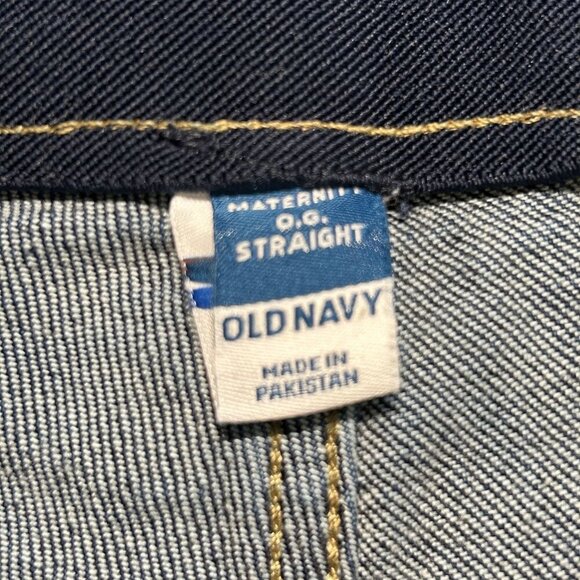 MATERNITY
O.G.
STRAIGHT
OLD NAVY
MADE IN
PAKISTAN